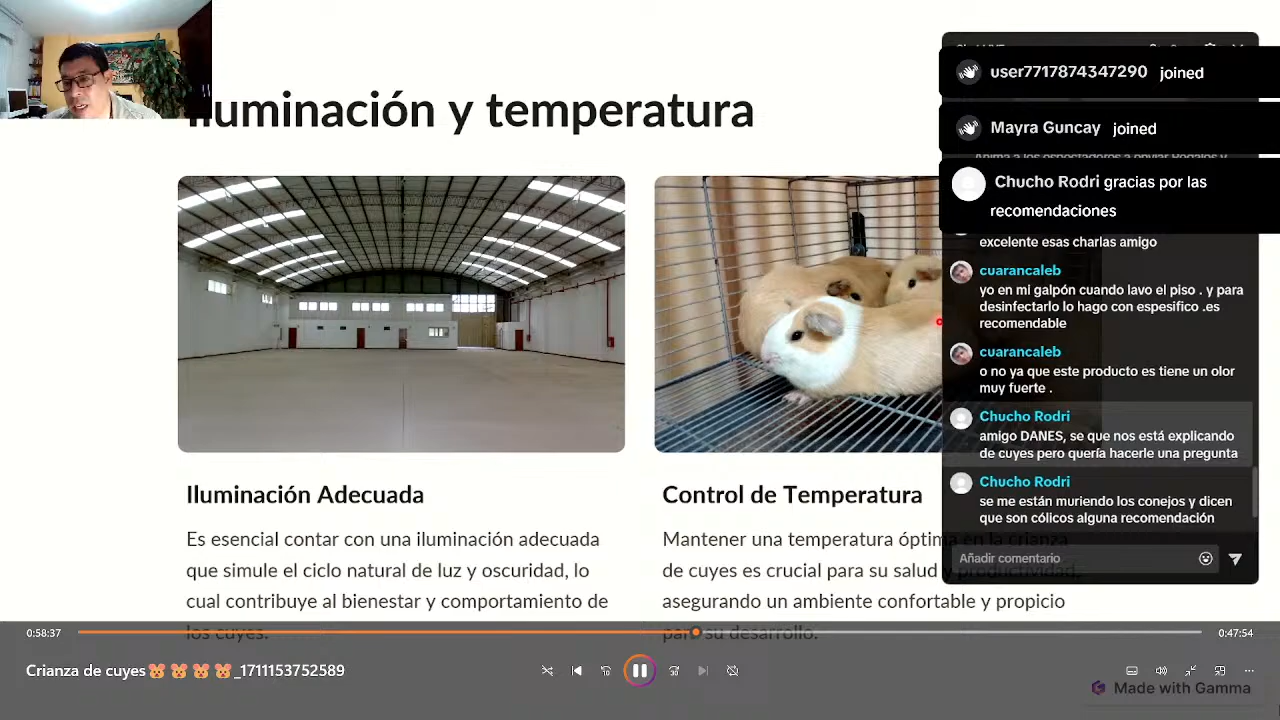 Iluminación y temperatura
Iluminación Adecuada
Es esencial contar con una iluminación adecuada
que simule el ciclo natural de luz y oscuridad, lo
cual contribuye al bienestar y comportamiento de
los cuyes.
Control de Temperatura
Mantener una temperatura óptima en la crianza
de cuyes es crucial para su salud y productividad,
asegurando un ambiente confortable y propicio
para su desarrollo.
user7717874347290 joined
Mayra Guncay joined
Chucho Rodri gracias por las
recomendaciones
excelente esas charlas amigo
cuarancaleb
yo en mi galpón cuando lavo el piso . y para
desinfectarlo lo hago con espesifico .es
recomendable
cuarancaleb
o no ya que este producto es tiene un olor
muy fuerte .
Chucho Rodri
amigo DANES, se que nos está explicando
de cuyes pero quería hacerle una pregunta
Chucho Rodri
se me están muriendo los conejos y dicen
que son cólicos alguna recomendación
Añadir comentario
0:58:37
0:47:54
Crianza de cuyes🐹🐹🐹🐹_1711153752589
Made with Gamma